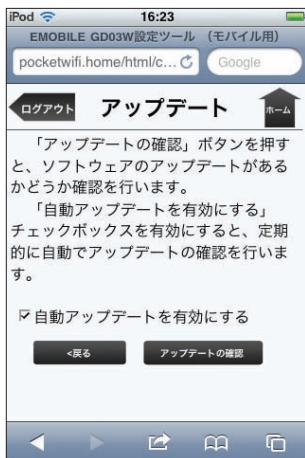 iPod 16:23
EMOBILE GD03W設定ツール （モバイル用）
pocketwifi.home/html/c... Google
ログアウト アップデート ホーム
「アップデートの確認」ボタンを押す
と、ソフトウェアのアップデートがある
かどうか確認を行います。
「自動アップデートを有効にする」
チェックボックスを有効にすると、定期
的に自動でアップデートの確認を行いま
す。
自動アップデートを有効にする
<戻る アップデートの確認